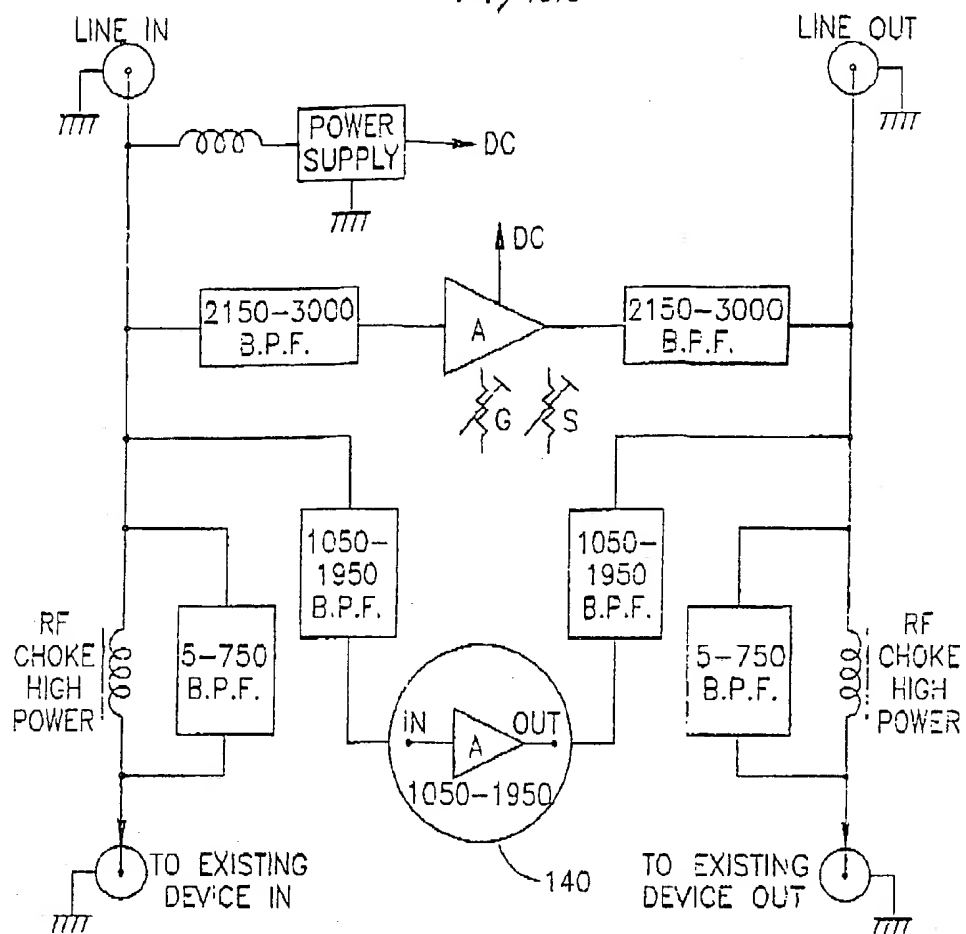 LINE IN
LINE OUT
POWER
SUPPLY
DC
DC
2150-3000
B.P.F.
A
2150-3000
B.P.F.
G
S
1050-
1950
B.P.F.
1050-
1950
B.P.F.
RF
CHOKE
HIGH
POWER
5-750
B.P.F.
IN
A
OUT
1050-1950
5-750
B.P.F.
RF
CHOKE
HIGH
POWER
TO EXISTING
DEVICE IN
140
TO EXISTING
DEVICE OUT